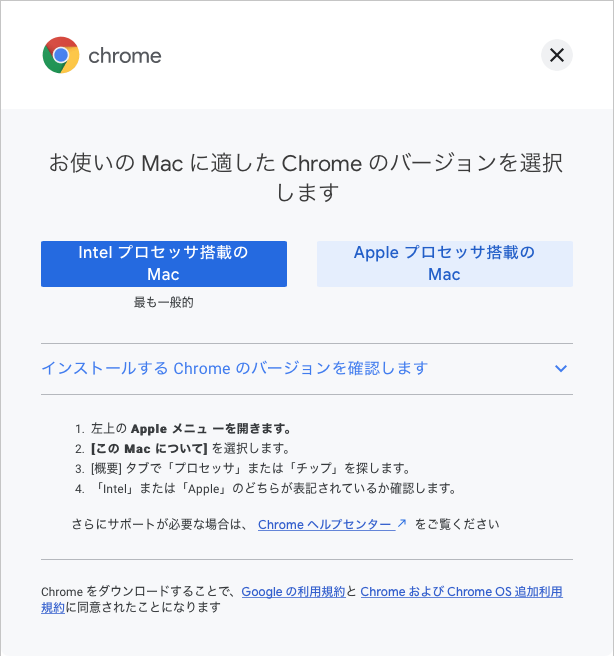 chrome
お使いの Mac に適した Chrome のバージョンを選択
します
Intel プロセッサ搭載の
Mac
最も一般的
Apple プロセッサ搭載の
Mac
インストールする Chrome のバージョンを確認します
1. 左上の Apple メニュ ーを開きます。
2. [この Mac について] を選択します。
3. [概要] タブで「プロセッサ」または「チップ」を探します。
4. 「Intel」または「Apple」のどちらが表記されているか確認します。
さらにサポートが必要な場合は、 Chrome ヘルプセンター をご覧ください
Chrome をダウンロードすることで、Google の利用規約と Chrome および Chrome OS 追加利用
規約に同意されたことになります